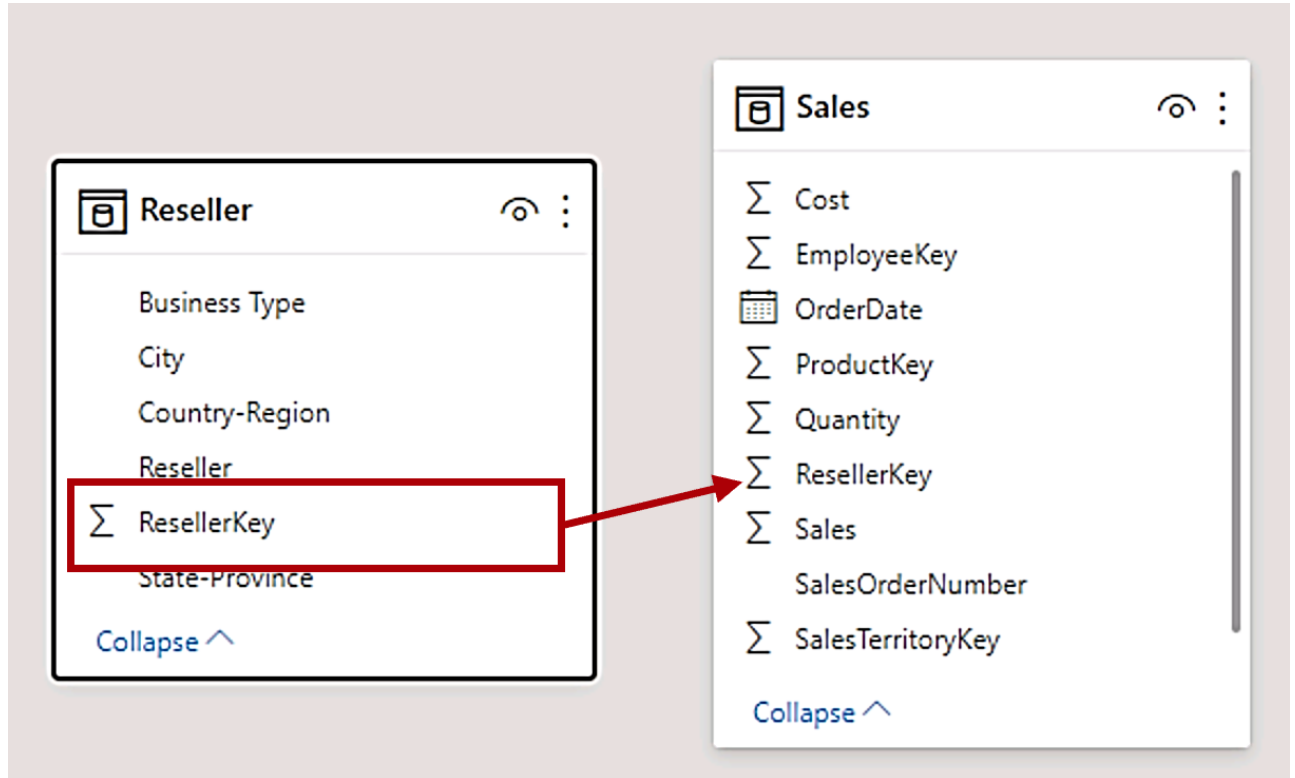 Reseller
Business Type
City
Country-Region
Reseller
ResellerKey
State-Province
Collapse
Sales
Cost
EmployeeKey
OrderDate
ProductKey
Quantity
ResellerKey
Sales
SalesOrderNumber
SalesTerritoryKey
Collapse